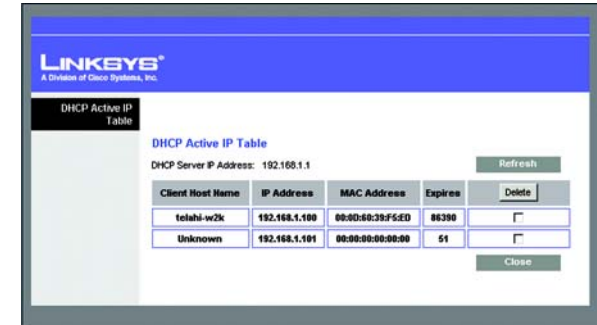 LINKSYS®
A Division of Cisco Systems, Inc.
DHCP Active IP
Table
DHCP Active IP Table
DHCP Server IP Address: 192.168.1.1
Refresh
Client Host Name IP Address MAC Address Expires Delete
telahi-w2k 192.168.1.100 00:0D:60:39:F5:ED 86390
Unknown 192.168.1.101 00:00:00:00:00:00 51
Close